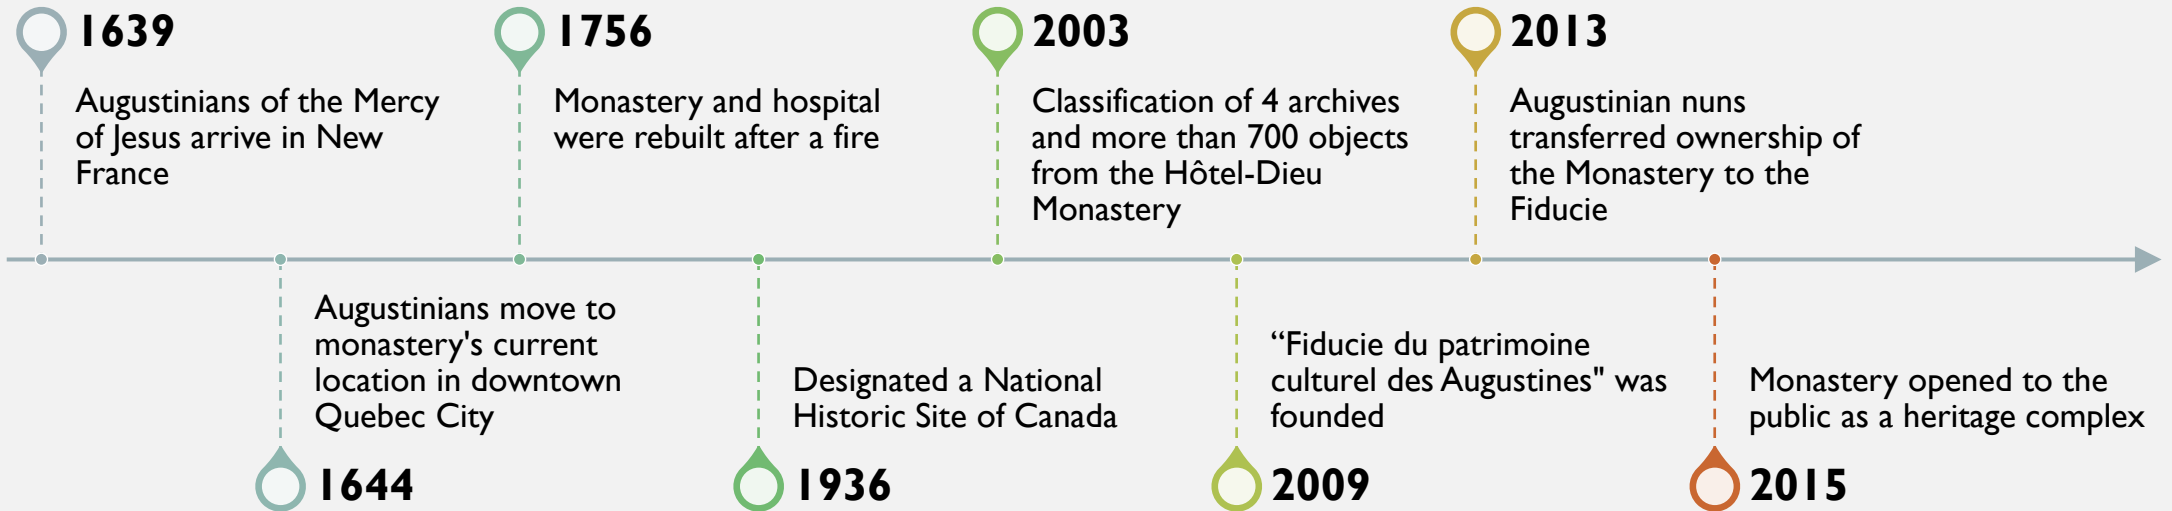 1639
Augustinians of the Mercy
of Jesus arrive in New
France
1756
Monastery and hospital
were rebuilt after a fire
2003
Classification of 4 archives
and more than 700 objects
from the Hôtel-Dieu
Monastery
2013
Augustinian nuns
transferred ownership of
the Monastery to the
Fiducie
Augustinians move to
monastery's current
location in downtown
Quebec City
1644
Designated a National
Historic Site of Canada
1936
“Fiducie du patrimoine
culturel des Augustines" was
founded
2009
Monastery opened to the
public as a heritage complex
2015